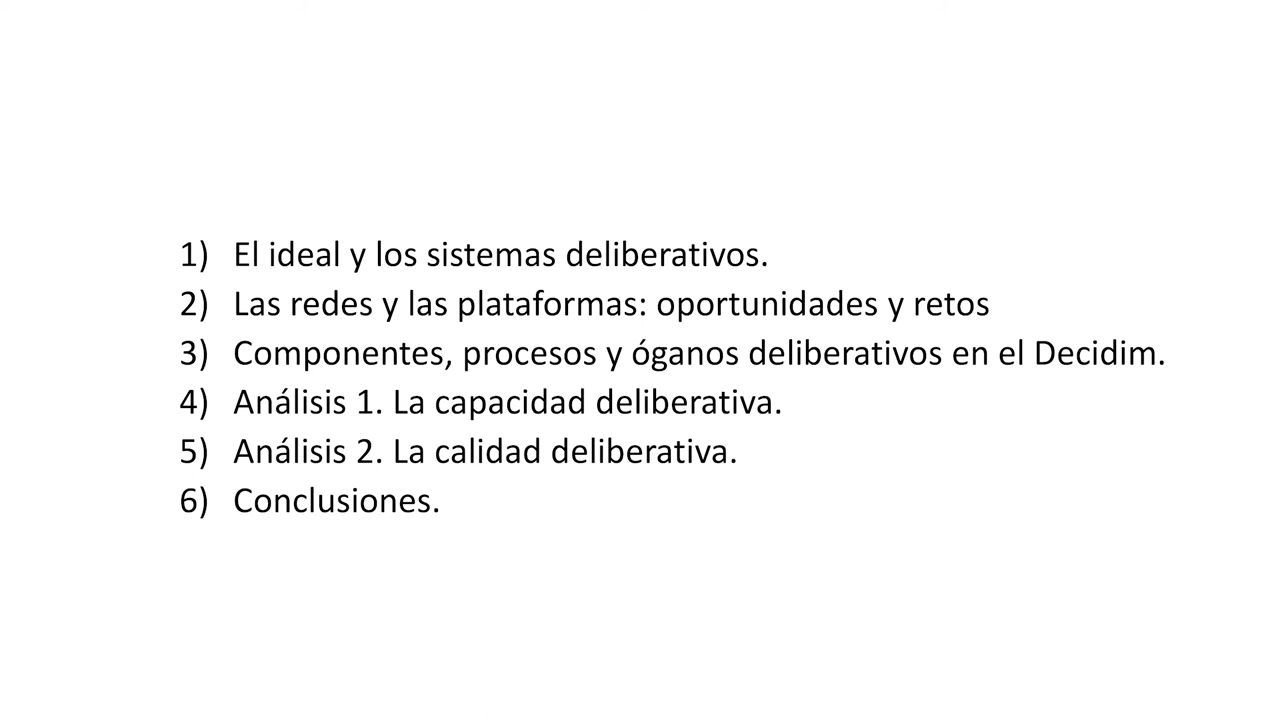 1) El ideal y los sistemas deliberativos.
2) Las redes y las plataformas: oportunidades y retos
3) Componentes, procesos y óganos deliberativos en el Decidim.
4) Análisis 1. La capacidad deliberativa.
5) Análisis 2. La calidad deliberativa.
6) Conclusiones.